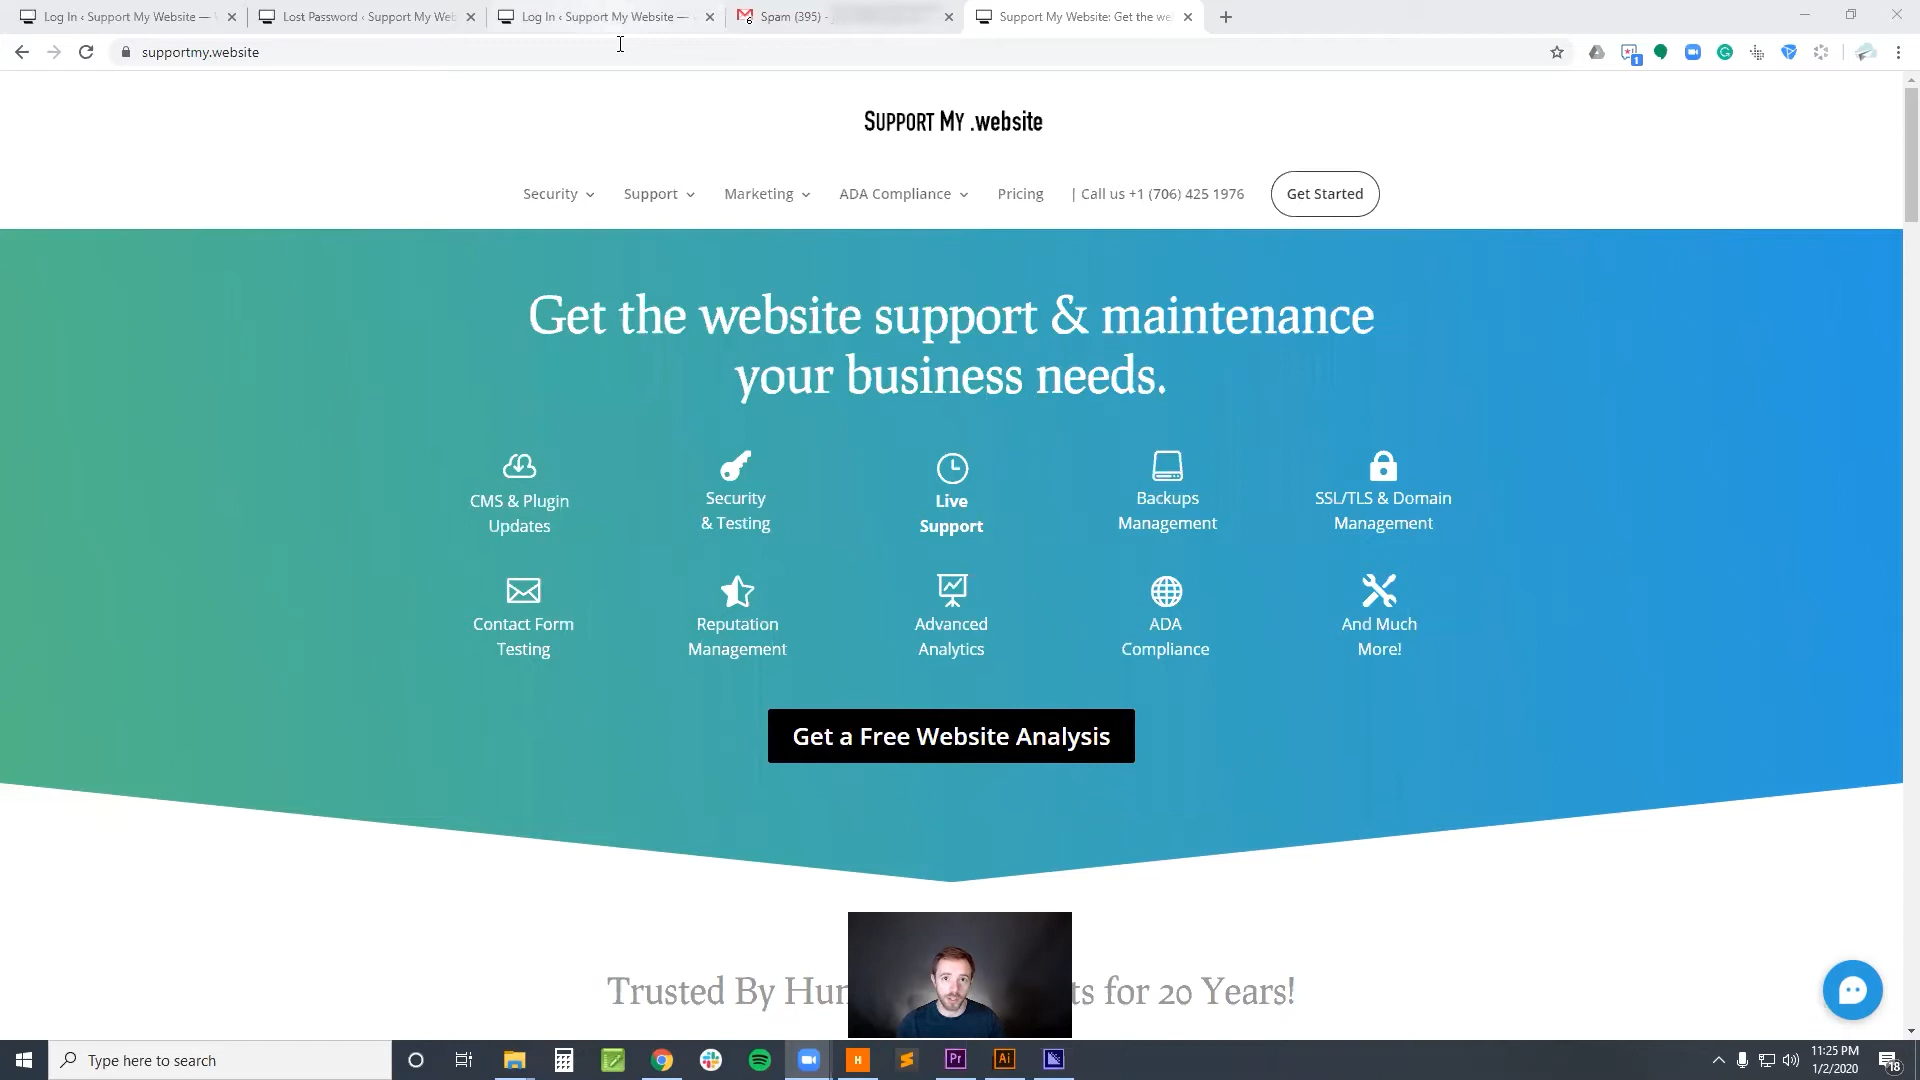 Log In ‹ Support My Website —
Lost Password ‹ Support My Web
Log In ‹ Support My Website —
Spam (395) -
Support My Website: Get the we
supportmy.website
1
SUPPORT MY .website
Security
Support
Marketing
ADA Compliance
Pricing
| Call us +1 (706) 425 1976
Get Started
Get the website support & maintenance
your business needs.
CMS & Plugin
Updates
Security
& Testing
Live
Support
Backups
Management
SSL/TLS & Domain
Management
Contact Form
Testing
Reputation
Management
Advanced
Analytics
ADA
Compliance
And Much
More!
Get a Free Website Analysis
Trusted By Hun
ts for 20 Years!
Type here to search
H
Pr
Ai
11:25 PM
1/2/2020
18